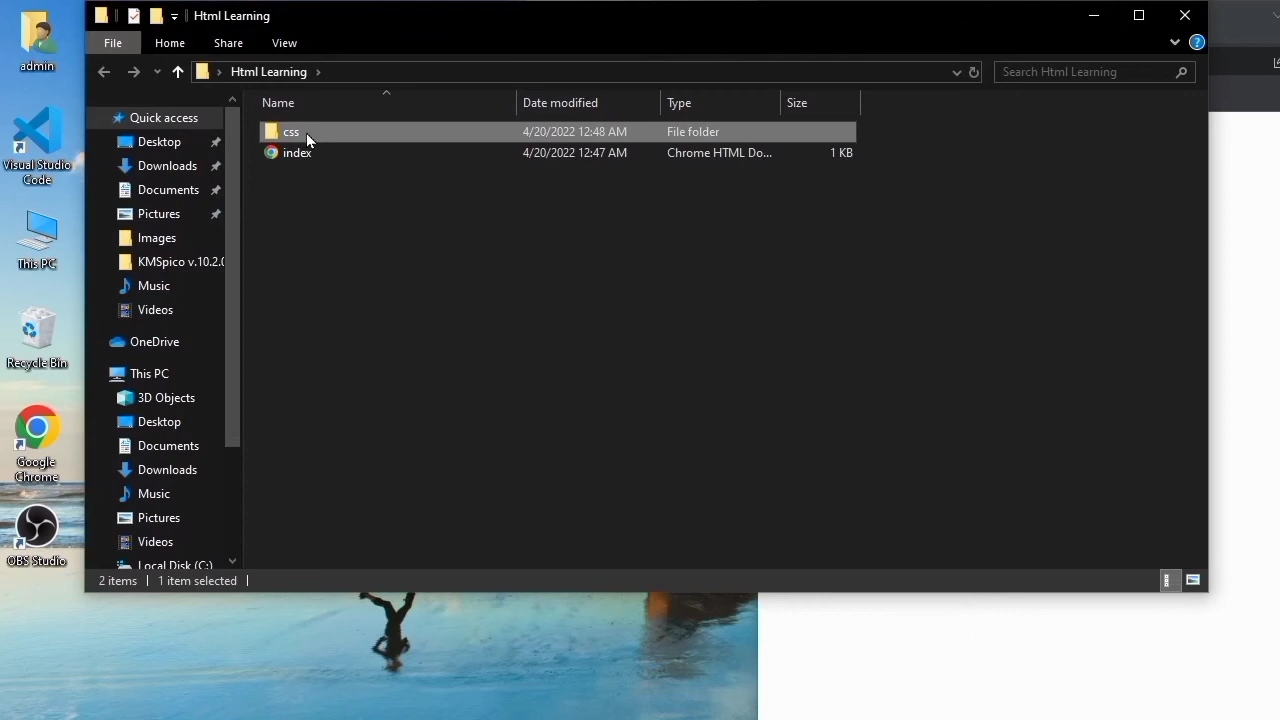 Html Learning
File Home Share View
Html Learning
Search Html Learning
Name Date modified Type Size
css 4/20/2022 12:48 AM File folder
index 4/20/2022 12:47 AM Chrome HTML Do... 1 KB
Quick access
Desktop
Downloads
Documents
Pictures
Images
KMSpico v.10.2.0
Music
Videos
OneDrive
This PC
3D Objects
Desktop
Documents
Downloads
Music
Pictures
Videos
Local Disk (C:)
2 items 1 item selected
admin
Visual Studio
Code
This PC
Recycle Bin
Google
Chrome
OBS Studio